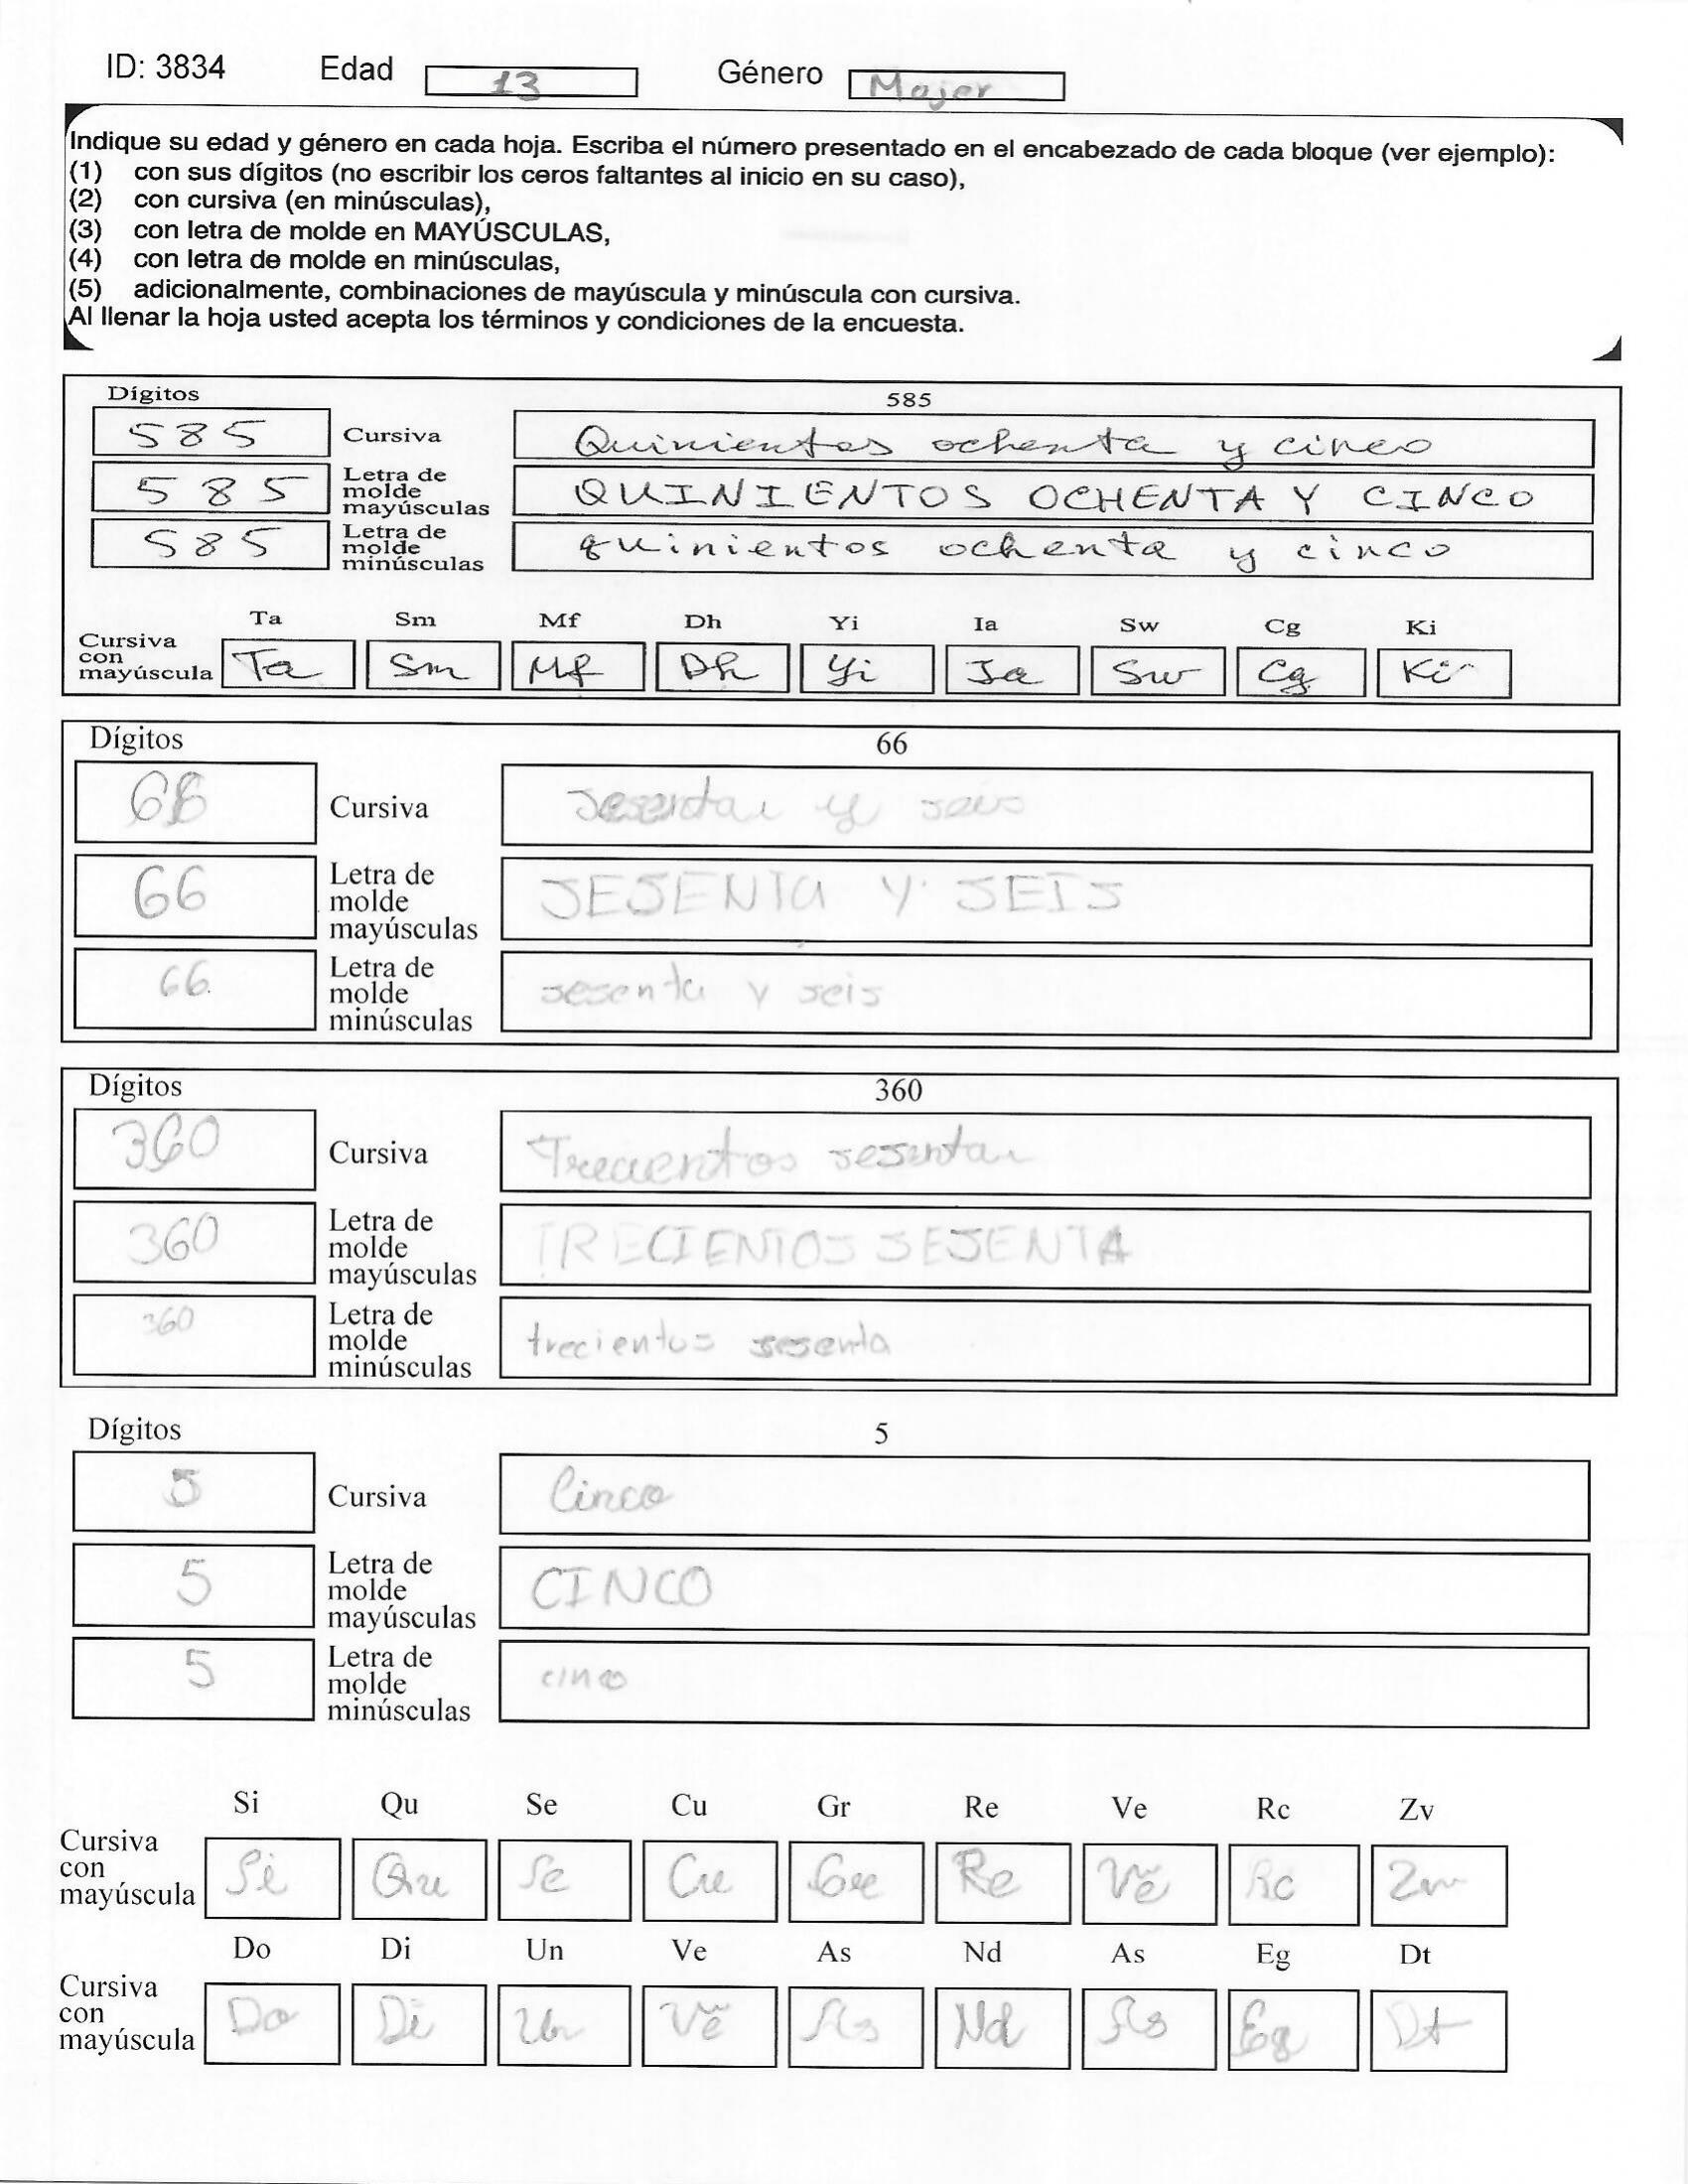 ID: 3834 Edad 13 Género Mujer
Indique su edad y género en cada hoja. Escriba el número presentado en el encabezado de cada bloque (ver ejemplo):
(1) con sus dígitos (no escribir los ceros faltantes al inicio en su caso),
(2) con cursiva (en minúsculas),
(3) con letra de molde en MAYÚSCULAS,
(4) con letra de molde en minúsculas,
(5) adicionalmente, combinaciones de mayúscula y minúscula con cursiva.
Al llenar la hoja usted acepta los términos y condiciones de la encuesta.
Dígitos 585
585 Cursiva Quinientos ochenta y cinco
585 Letra de molde mayúsculas QUINIENTOS OCHENTA Y CINCO
585 Letra de molde minúsculas quinientos ochenta y cinco
Ta Sm Mf Dh Yi Ia Sw Cg Ki
Cursiva con mayúscula Ta Sm Mf Dh Yi Ia Sw Cg Ki
Dígitos 66
66 Cursiva sesenta y seis
66 Letra de molde mayúsculas SESENTa Y SEIS
66 Letra de molde minúsculas sesenta y seis
Dígitos 360
360 Cursiva Trecientos sesenta
360 Letra de molde mayúsculas TRECIENTOS SESENTA
360 Letra de molde minúsculas trecientos sesenta
Dígitos 5
5 Cursiva Cinco
5 Letra de molde mayúsculas CINCO
5 Letra de molde minúsculas cinco
Si Qu Se Cu Gr Re Ve Rc Zv
Cursiva con mayúscula Si Qu Se Cu Re Ve Rc
Do Di Un Ve As Nd As Eg Dt
Cursiva con mayúscula Do Di Un Ve As Nd As Eg Dt